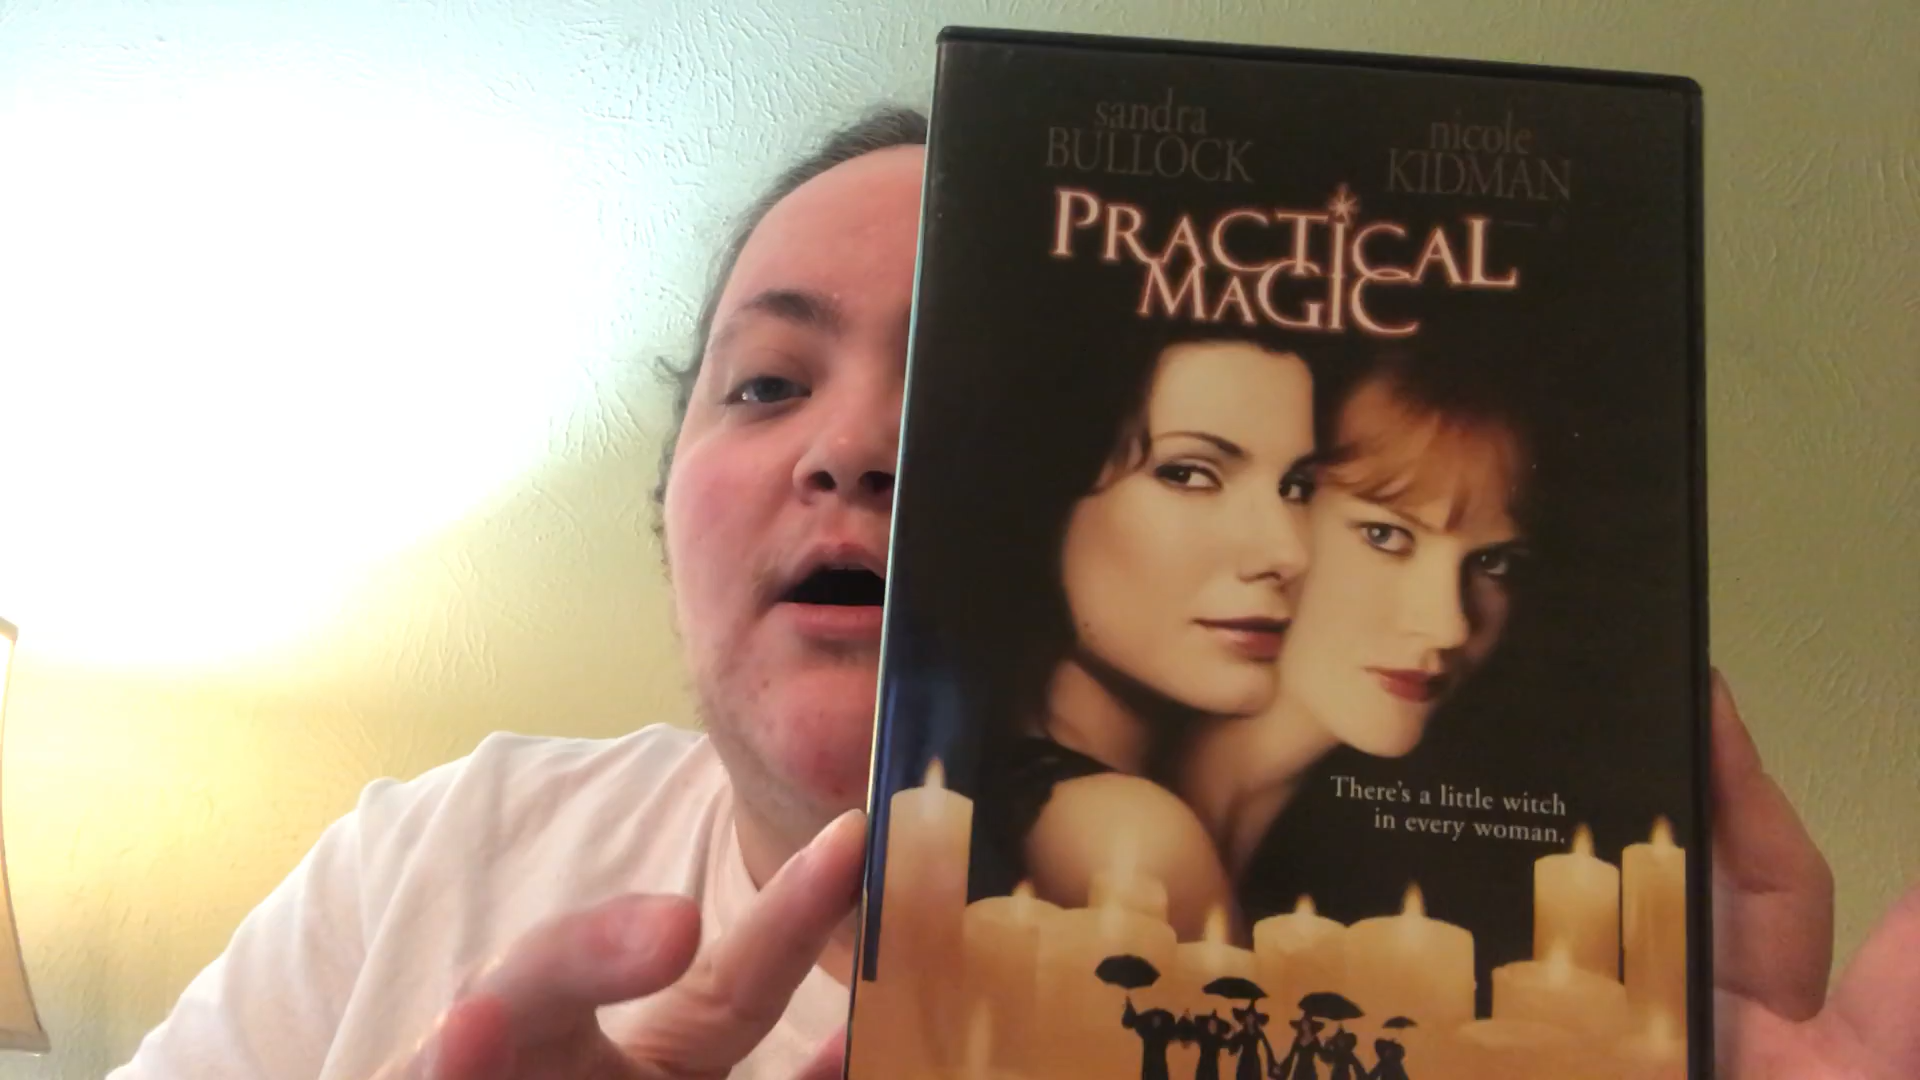 sandra
BULLOCK
nicole
KIDMAN
PRACTICAL
MAGIC
There's a little witch
in every woman.